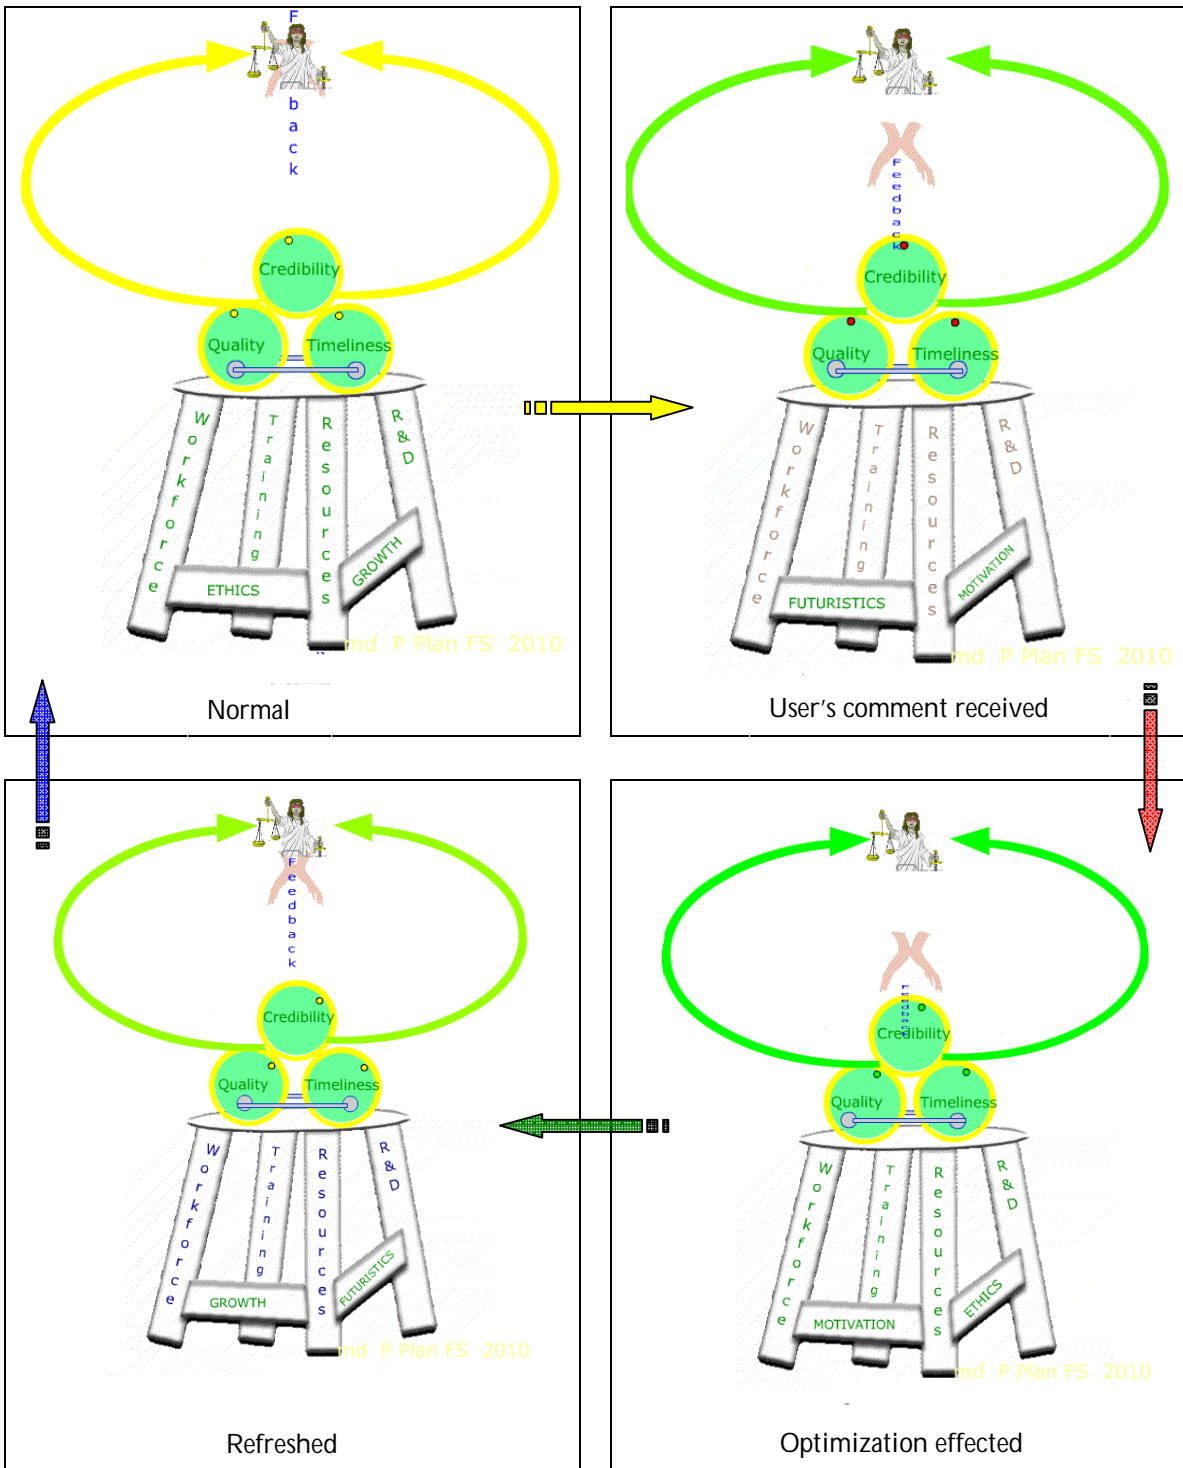 F
back
Credibility
Quality
Timeliness
Workforce
Training
Resources
R&D
ETHICS
GROWTH
md P Plan FS 2010
Normal
Feedback
Credibility
Quality
Timeliness
Workforce
Training
Resources
R&D
FUTURISTICS
MOTIVATION
md P Plan FS 2010
User's comment received
Feedback
Credibility
Quality
Timeliness
Workforce
Training
Resources
R&D
GROWTH
FUTURISTICS
md P Plan FS 2010
Refreshed
Credibility
Quality
Timeliness
Workforce
Training
Resources
R&D
MOTIVATION
ETHICS
md P Plan FS 2010
Optimization effected